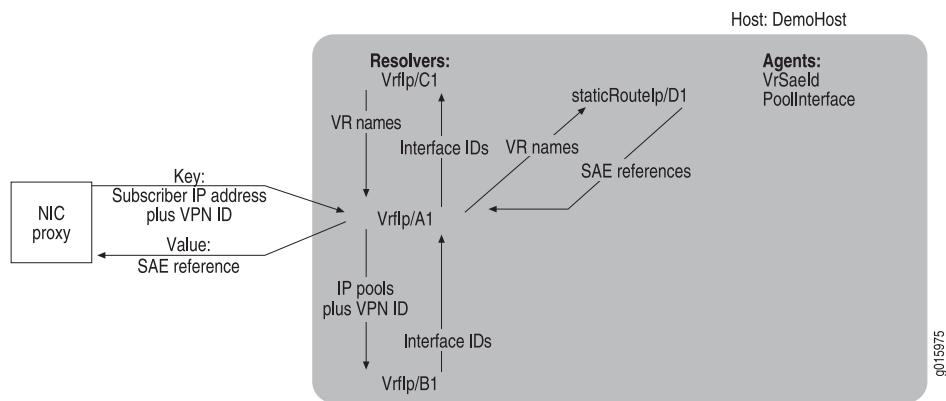 Host: DemoHost
Resolvers:
VrfIp/C1
Agents:
VrSaeId
PoolInterface
staticRouteIp/D1
VR names
Interface IDs
VR names
SAE references
Key:
Subscriber IP address
plus VPN ID
NIC
proxy
VrfIp/A1
Value:
SAE reference
IP pools
plus VPN ID
Interface IDs
VrfIp/B1
g015975